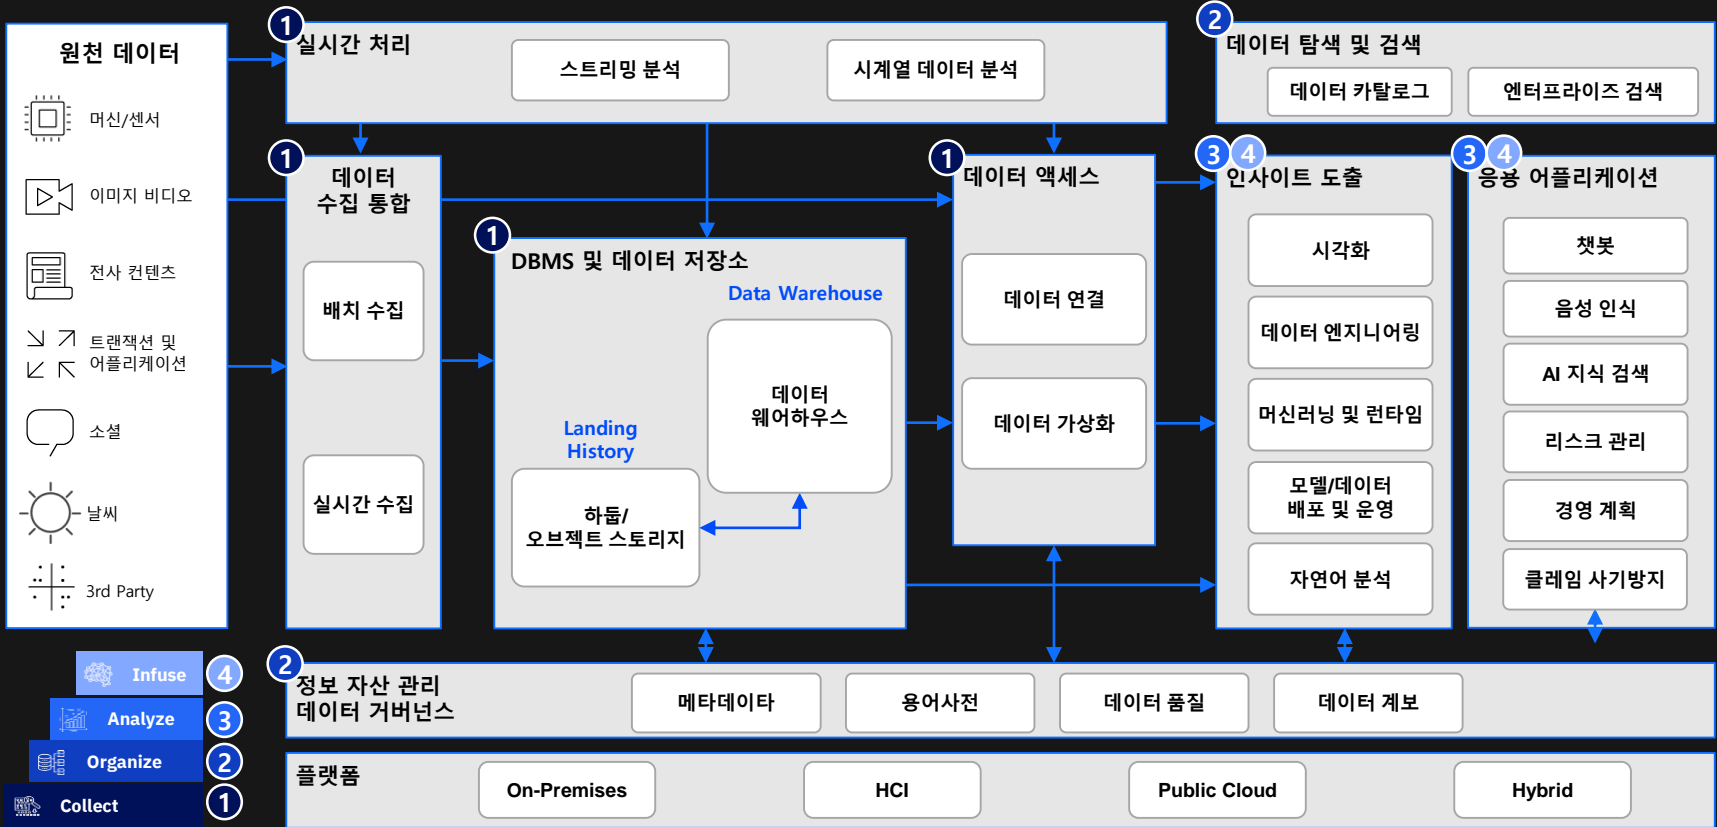 원천 데이터
머신/센서
이미지 비디오
전사 컨텐츠
트랜잭션 및
어플리케이션
소셜
날씨
3rd Party
1
실시간 처리
스트리밍 분석
시계열 데이터 분석
2
데이터 탐색 및 검색
데이터 카탈로그
엔터프라이즈 검색
1
데이터
수집 통합
배치 수집
실시간 수집
1
DBMS 및 데이터 저장소
Data Warehouse
데이터
웨어하우스
Landing
History
하둡/
오브젝트 스토리지
1
데이터 액세스
데이터 연결
데이터 가상화
3 4
인사이트 도출
시각화
데이터 엔지니어링
머신러닝 및 런타임
모델/데이터
배포 및 운영
자연어 분석
3 4
응용 어플리케이션
챗봇
음성 인식
AI 지식 검색
리스크 관리
경영 계획
클레임 사기방지
Infuse 4
Analyze 3
Organize 2
Collect 1
2
정보 자산 관리
데이터 거버넌스
메타데이타
용어사전
데이터 품질
데이터 계보
플랫폼
On-Premises
HCI
Public Cloud
Hybrid